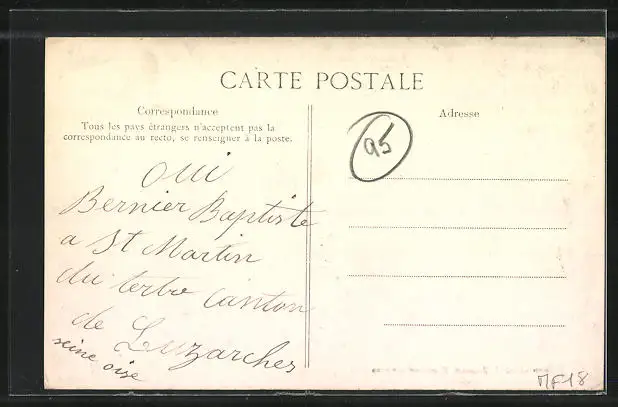 CARTE POSTALE
Correspondance
Tous les pays étrangers n'acceptent pas la
correspondance au recto, se renseigner à la poste.
Adresse
95
oui
Bernier Baptiste
a St Martin
du tertre canton
de Luzarches
seine oise
MF18